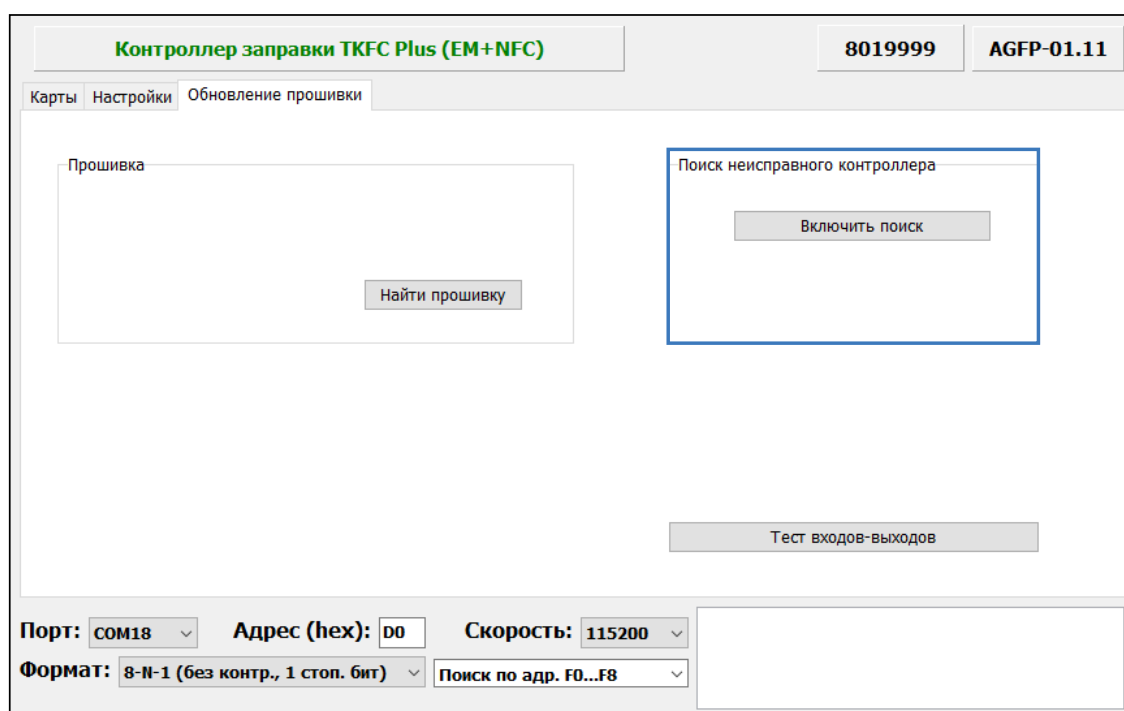 Контроллер заправки TKFC Plus (EM+NFC) 8019999 AGFP-01.11
Карты Настройки Обновление прошивки
Прошивка
Найти прошивку
Поиск неисправного контроллера
Включить поиск
Тест входов-выходов
Порт: COM18 Адрес (hex): D0 Скорость: 115200
Формат: 8-N-1 (без контр., 1 стоп. бит) Поиск по адр. F0...F8